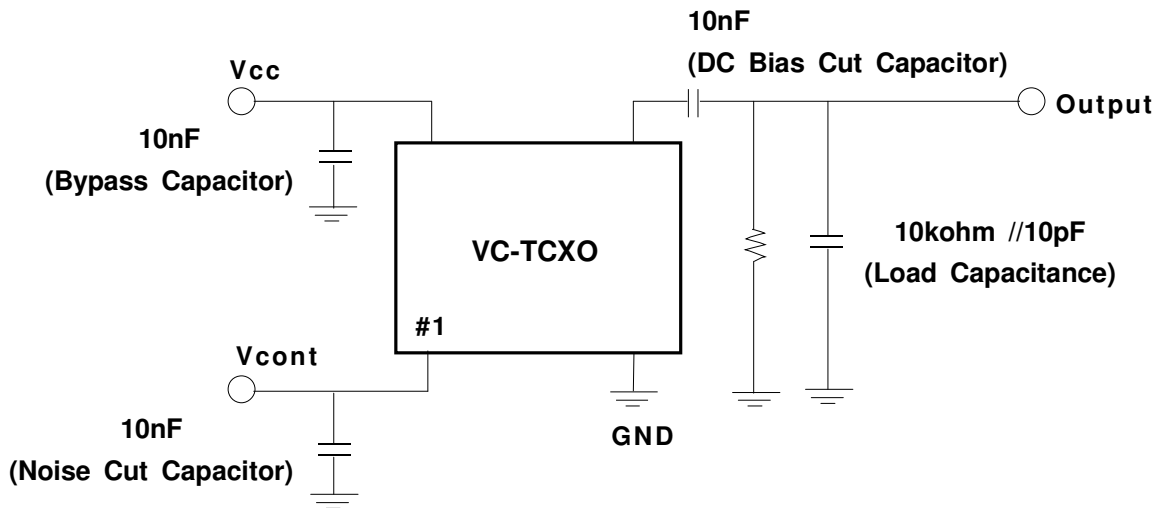 10nF
(DC Bias Cut Capacitor)
Vcc
Output
10nF
(Bypass Capacitor)
VC-TCXO
10kohm //10pF
(Load Capacitance)
#1
Vcont
10nF
(Noise Cut Capacitor)
GND